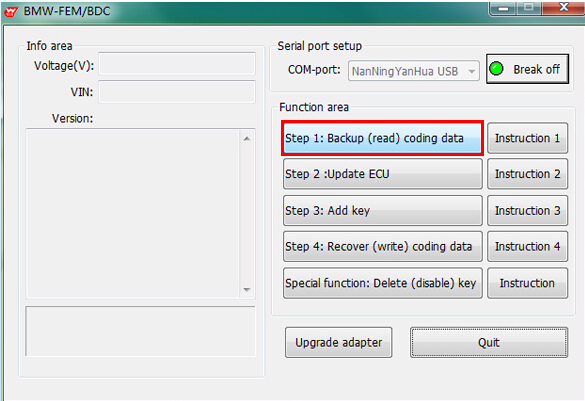 BMW-FEM/BDC
Info area
Voltage(V):
VIN:
Version:
Serial port setup
COM-port:
NanNingYanHua USB
Break off
Function area
Step 1: Backup (read) coding data
Instruction 1
Step 2 :Update ECU
Instruction 2
Step 3: Add key
Instruction 3
Step 4: Recover (write) coding data
Instruction 4
Special function: Delete (disable) key
Instruction
Upgrade adapter
Quit